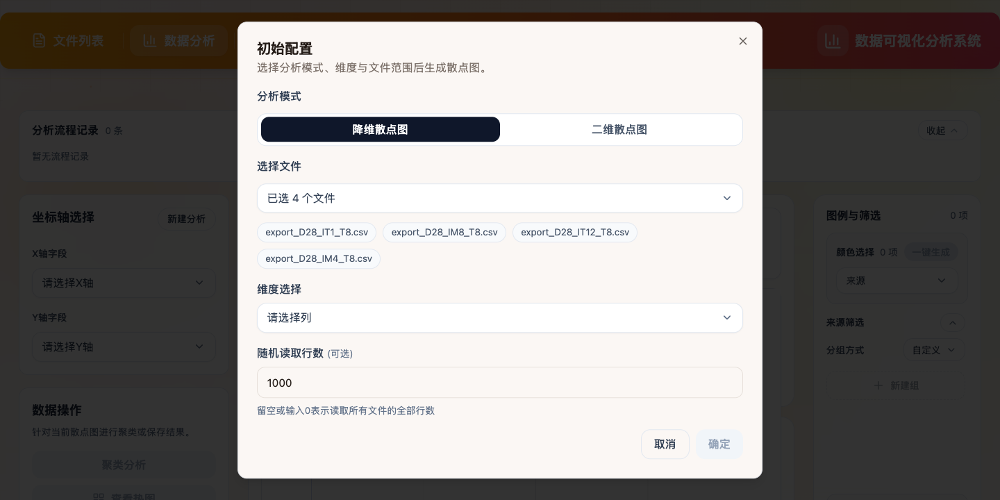 文件列表
数据分析
数据可视化分析系统
分析流程记录 0 条
收起
暂无流程记录
坐标轴选择
新建分析
X轴字段
请选择X轴
Y轴字段
请选择Y轴
数据操作
针对当前散点图进行聚类或保存结果。
聚类分析
查看热图
初始配置
选择分析模式、维度与文件范围后生成散点图。
分析模式
降维散点图
二维散点图
选择文件
已选 4 个文件
export_D28_IT1_T8.csv
export_D28_IM8_T8.csv
export_D28_IT12_T8.csv
export_D28_IM4_T8.csv
维度选择
请选择列
随机读取行数 (可选)
1000
留空或输入0表示读取所有文件的全部行数
取消
确定
图例与筛选
0 项
颜色选择 0 项
一键生成
来源
来源筛选
分组方式
自定义
新建组